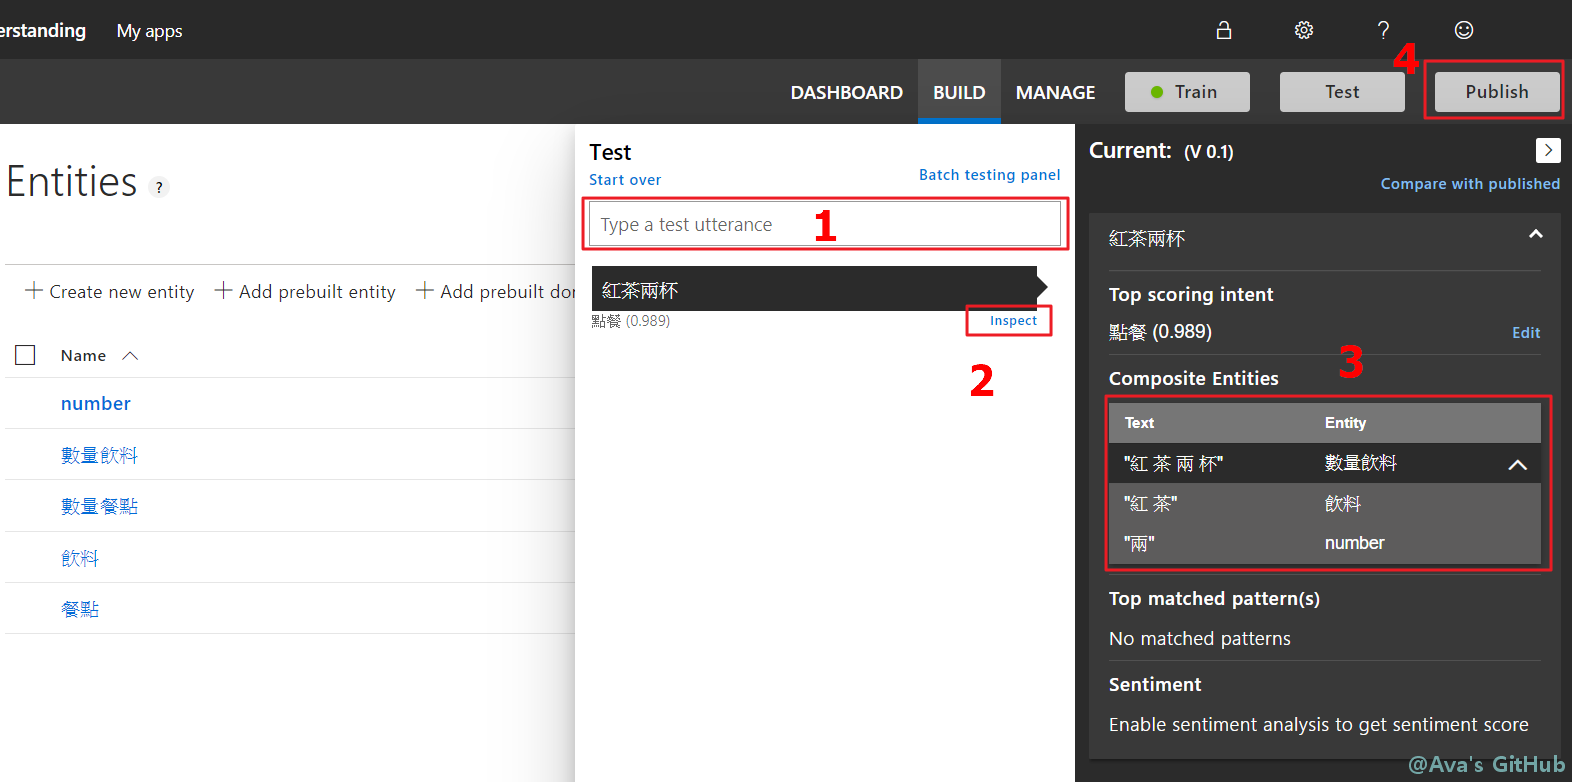 erstanding My apps
4
DASHBOARD BUILD MANAGE Train Test Publish
Entities ?
+ Create new entity + Add prebuilt entity + Add prebuilt dor
Name
number
數量飲料
數量餐點
飲料
餐點
Test
Start over Batch testing panel
Type a test utterance 1
紅茶兩杯
點餐 (0.989) Inspect
2
Current: (V 0.1)
Compare with published
紅茶兩杯
Top scoring intent
點餐 (0.989) Edit
3
Composite Entities
Text Entity
"紅 茶 兩 杯" 數量飲料
"紅 茶" 飲料
"兩" number
Top matched pattern(s)
No matched patterns
Sentiment
Enable sentiment analysis to get sentiment score
@Ava's GitHub